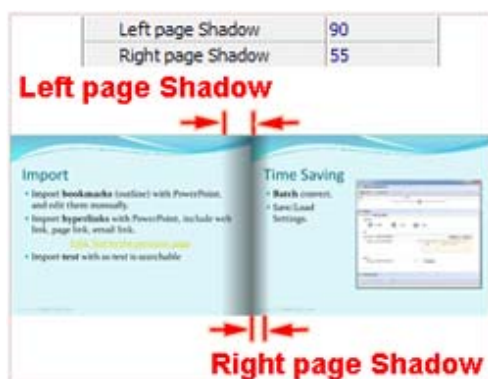 Left page Shadow 90
Right page Shadow 55
Left page Shadow
Import
• Import bookmarks (outline) with PowerPoint,
and edit them manually.
• Import hyperlinks with PowerPoint, include web
link, page link, email link.
• Import text with so text is searchable
Time Saving
• Batch convert.
• Save/Load
Settings.
Right page Shadow